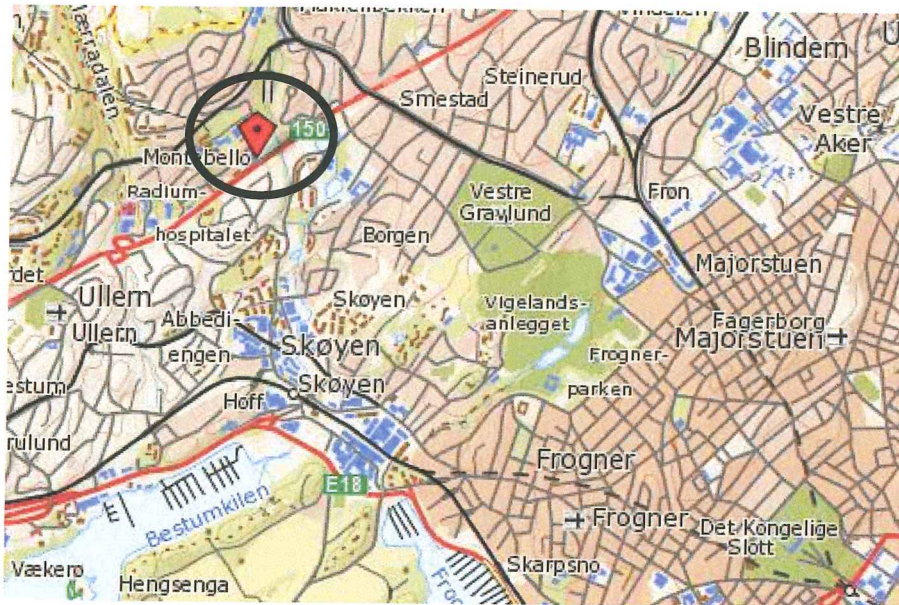 Blindern
Steinerud
Smestad
Vestre
Aker
150
Montebello
Radium-
hospitalet
Vestre
Gravlund
Frøn
Borgen
Majorstuen
Ullern
Skøyen
Vigelands-
anlegget
Fagerborg
Majorstuen
Ullern
Abbedi-
engen
Skøyen
Frogner-
parken
Skøyen
Hoff
Frogner
E18
Bestumkilen
Frogner
Det Kongelige
Slott
Vækerø
Hengsenga
Skarpsno